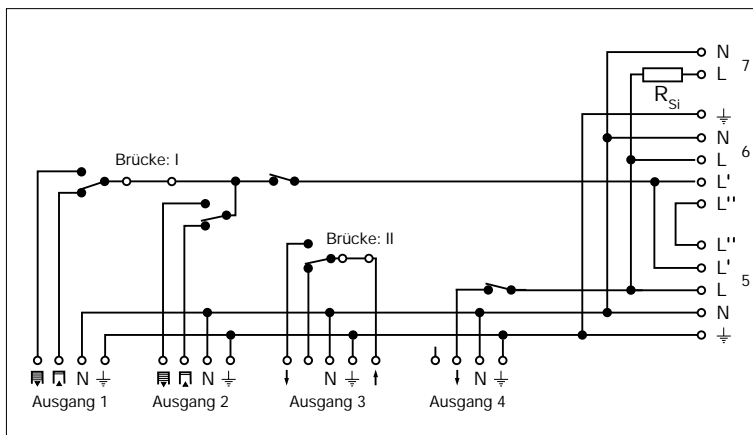 N
L 7
R_Si
N
L 6
L'
L''
L''
L'
L 5
N
Brücke: I
Brücke: II
N N N N
Ausgang 1 Ausgang 2 Ausgang 3 Ausgang 4